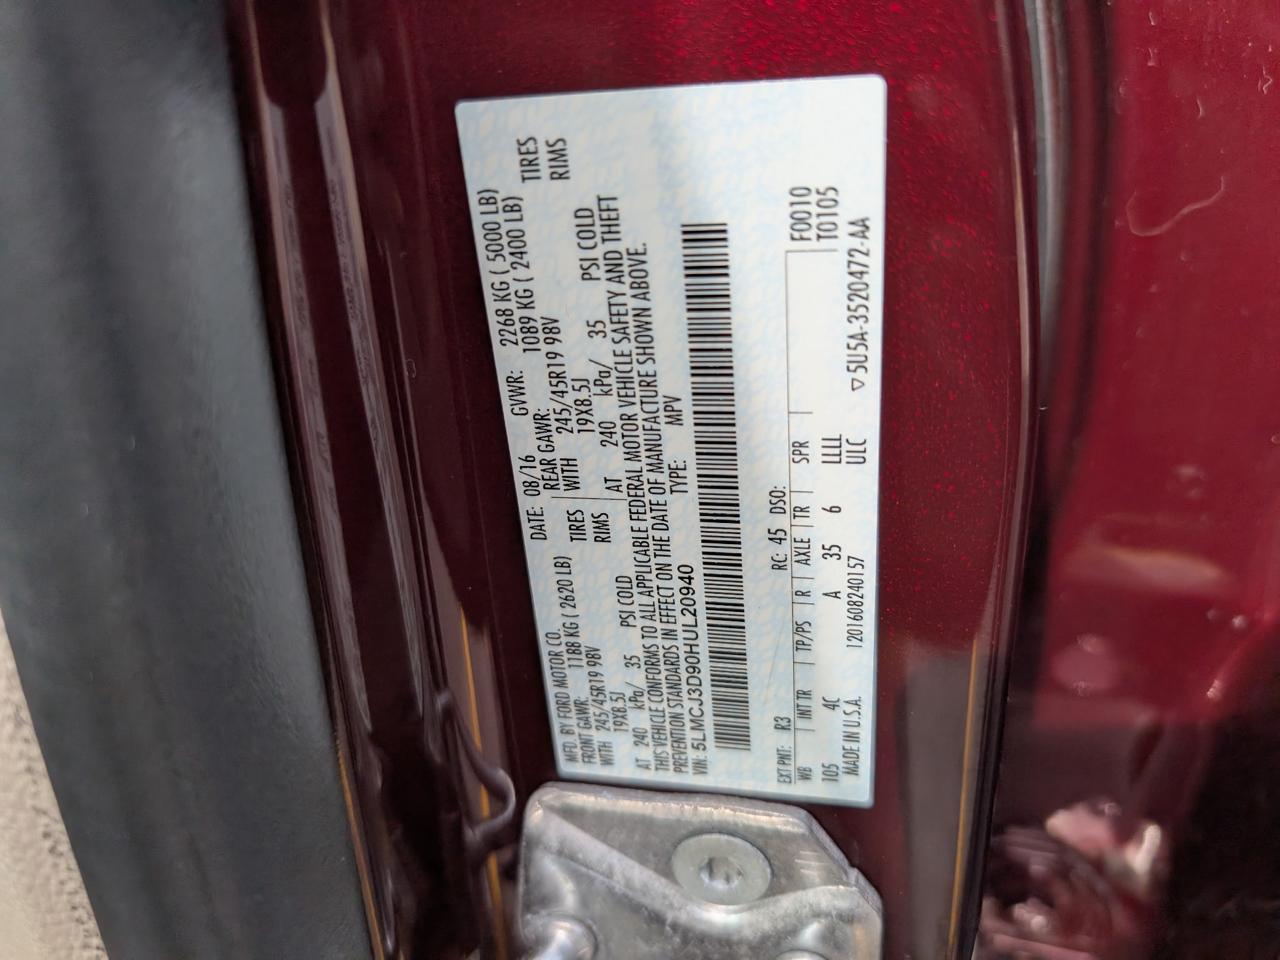 MFD. BY FORD MOTOR CO. DATE: 08/16 GVWR: 2268 KG ( 5000 LB)
FRONT GAWR: 1188 KG ( 2620 LB) REAR GAWR: 1089 KG ( 2400 LB)
WITH 245/45R19 98V TIRES WITH 245/45R19 98V TIRES
19X8.5J RIMS 19X8.5J RIMS
AT 240 kPa/ 35 PSI COLD AT 240 kPa/ 35 PSI COLD
THIS VEHICLE CONFORMS TO ALL APPLICABLE FEDERAL MOTOR VEHICLE SAFETY AND THEFT
PREVENTION STANDARDS IN EFFECT ON THE DATE OF MANUFACTURE SHOWN ABOVE.
VIN: 5LMCJ3D90HUL20940 TYPE: MPV
EXT PNT: R3 RC: 45 DSO: F0010
WB INT TR TP/PS R AXLE TR SPR T0105
105 4C A 35 6 LLLL
MADE IN U.S.A. 1201608240157 ULC ▽5U5A-3520472-AA